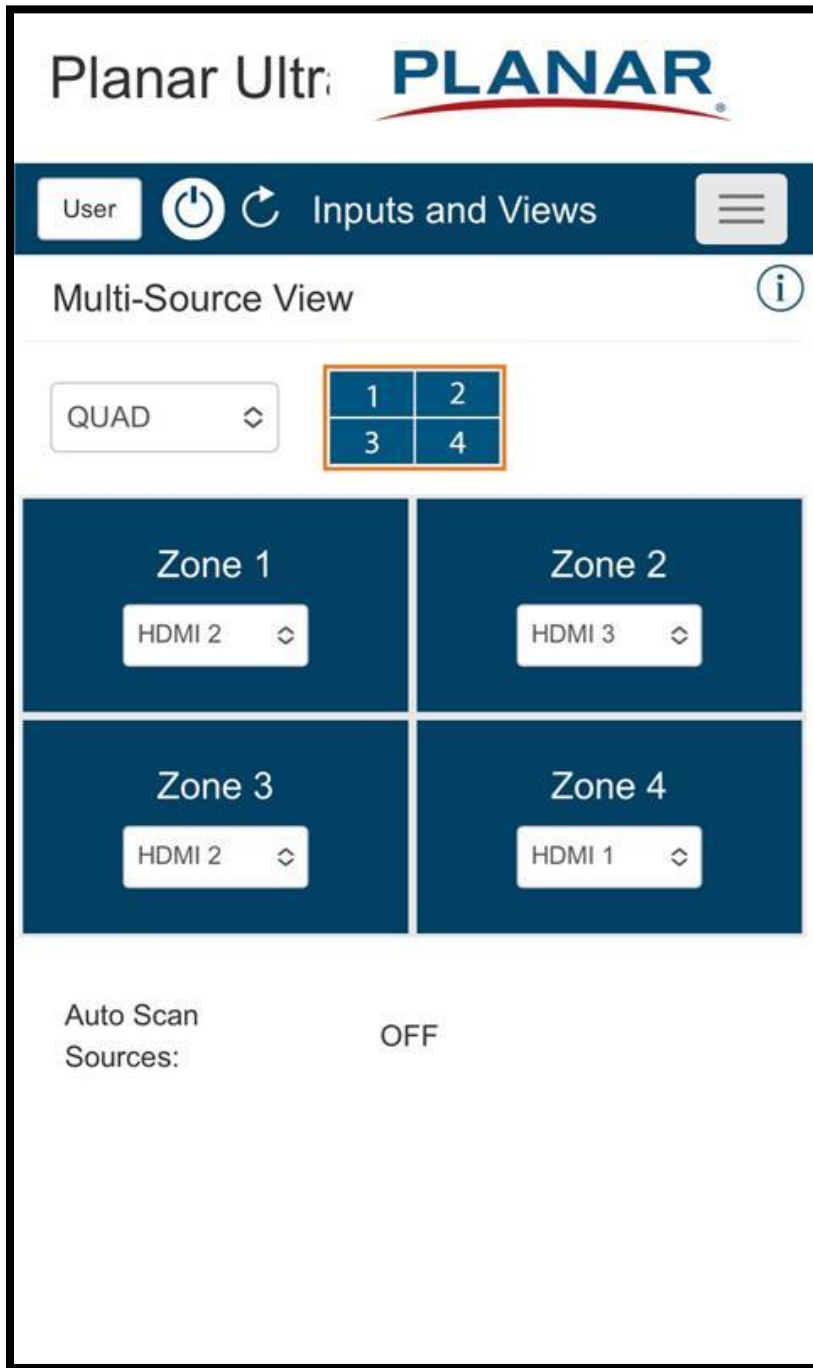 Planar Ultr
PLANAR
®
User Inputs and Views
Multi-Source View
i
QUAD
1 2
3 4
Zone 1 Zone 2
HDMI 2 HDMI 3
Zone 3 Zone 4
HDMI 2 HDMI 1
Auto Scan
Sources:
OFF